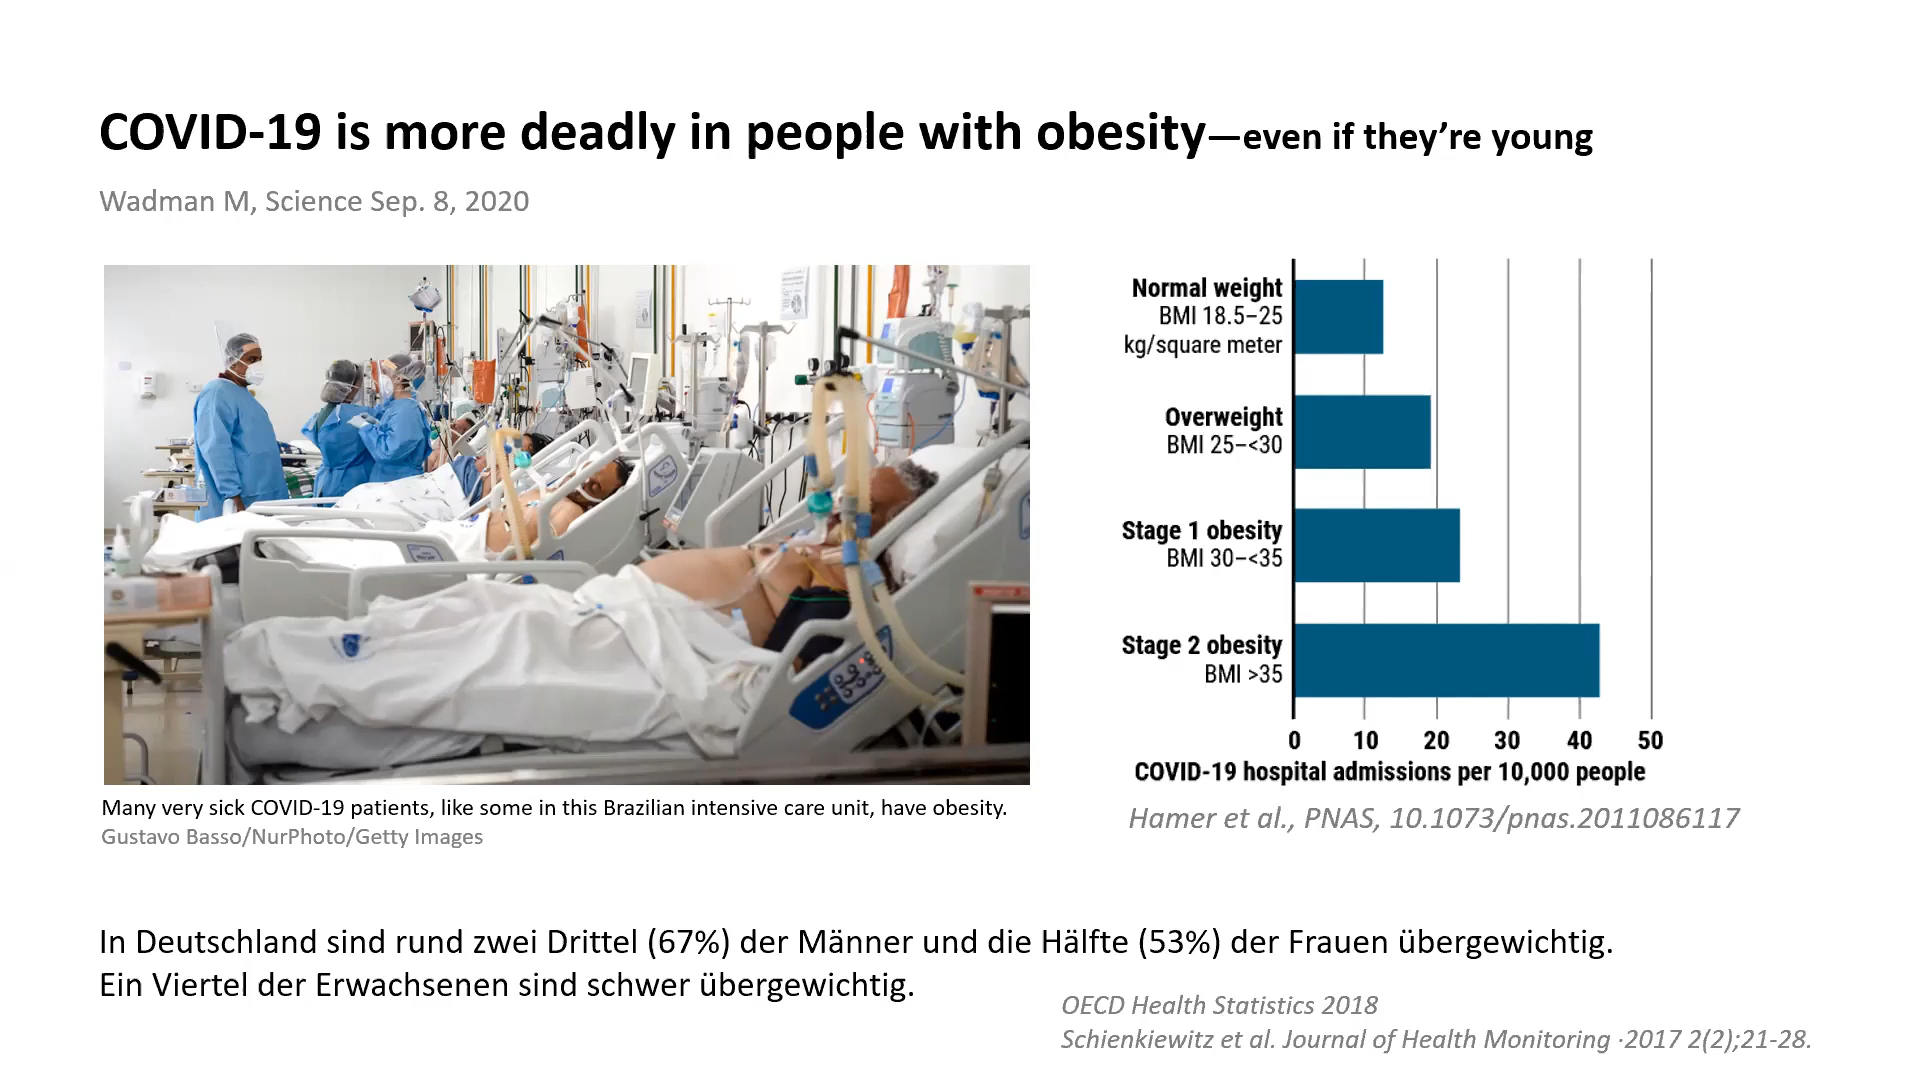 COVID-19 is more deadly in people with obesity—even if they’re young
Wadman M, Science Sep. 8, 2020
Normal weight
BMI 18.5–25
kg/square meter
Overweight
BMI 25–<30
Stage 1 obesity
BMI 30–<35
Stage 2 obesity
BMI >35
0 10 20 30 40 50
COVID-19 hospital admissions per 10,000 people
Hamer et al., PNAS, 10.1073/pnas.2011086117
Many very sick COVID-19 patients, like some in this Brazilian intensive care unit, have obesity.
Gustavo Basso/NurPhoto/Getty Images
In Deutschland sind rund zwei Drittel (67%) der Männer und die Hälfte (53%) der Frauen übergewichtig.
Ein Viertel der Erwachsenen sind schwer übergewichtig.
OECD Health Statistics 2018
Schienkiewitz et al. Journal of Health Monitoring ·2017 2(2);21-28.